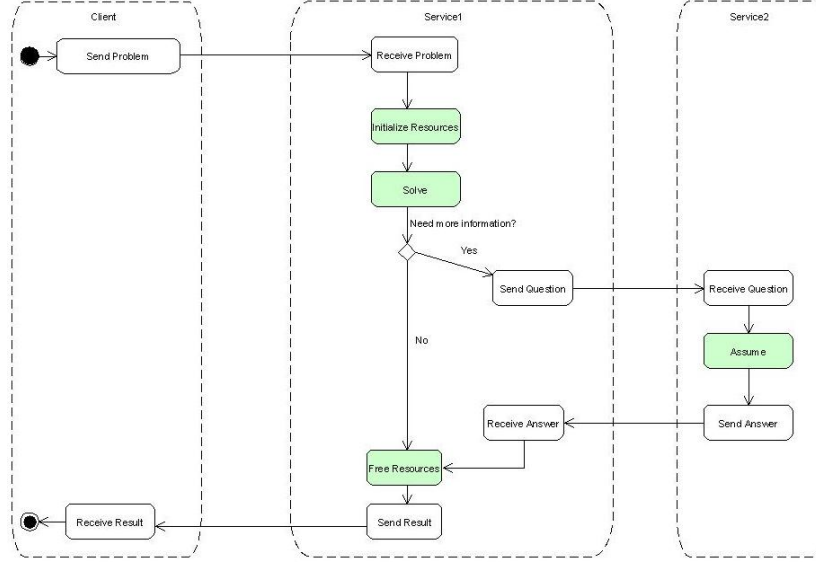 Client
Service1
Service2
Send Problem
Receive Problem
Initialize Resources
Solve
Need more information?
Yes
Send Question
Receive Question
No
Assume
Receive Answer
Send Answer
Free Resources
Receive Result
Send Result